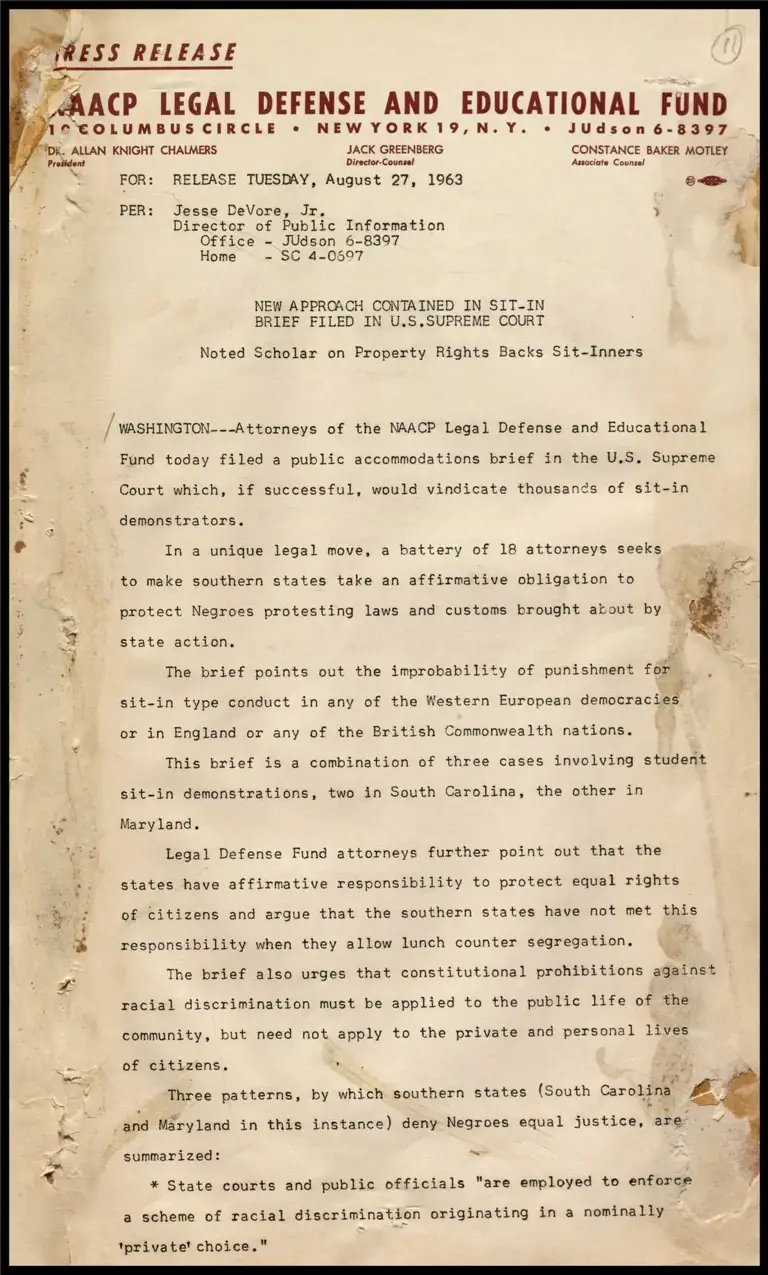 PRESS RELEASE
11
NAACP LEGAL DEFENSE AND EDUCATIONAL FUND
10 COLUMBUS CIRCLE • NEW YORK 19, N. Y. • JUdson 6-8397
DR. ALLAN KNIGHT CHALMERS JACK GREENBERG CONSTANCE BAKER MOTLEY
President Director-Counsel Associate Counsel
FOR: RELEASE TUESDAY, August 27, 1963
PER: Jesse DeVore, Jr.
Director of Public Information
Office - JUdson 6-8397
Home - SC 4-0697
NEW APPROACH CONTAINED IN SIT-IN
BRIEF FILED IN U.S.SUPREME COURT
Noted Scholar on Property Rights Backs Sit-Inners
WASHINGTON---Attorneys of the NAACP Legal Defense and Educational
Fund today filed a public accommodations brief in the U.S. Supreme
Court which, if successful, would vindicate thousands of sit-in
demonstrators.
In a unique legal move, a battery of 18 attorneys seeks
to make southern states take an affirmative obligation to
protect Negroes protesting laws and customs brought about by
state action.
The brief points out the improbability of punishment for
sit-in type conduct in any of the Western European democracies
or in England or any of the British Commonwealth nations.
This brief is a combination of three cases involving student
sit-in demonstrations, two in South Carolina, the other in
Maryland.
Legal Defense Fund attorneys further point out that the
states have affirmative responsibility to protect equal rights
of citizens and argue that the southern states have not met this
responsibility when they allow lunch counter segregation.
The brief also urges that constitutional prohibitions against
racial discrimination must be applied to the public life of the
community, but need not apply to the private and personal lives
of citizens.
Three patterns, by which southern states (South Carolina
and Maryland in this instance) deny Negroes equal justice, are
summarized:
* State courts and public officials "are employed to enforce
a scheme of racial discrimination originating in a nominally
'private' choice."